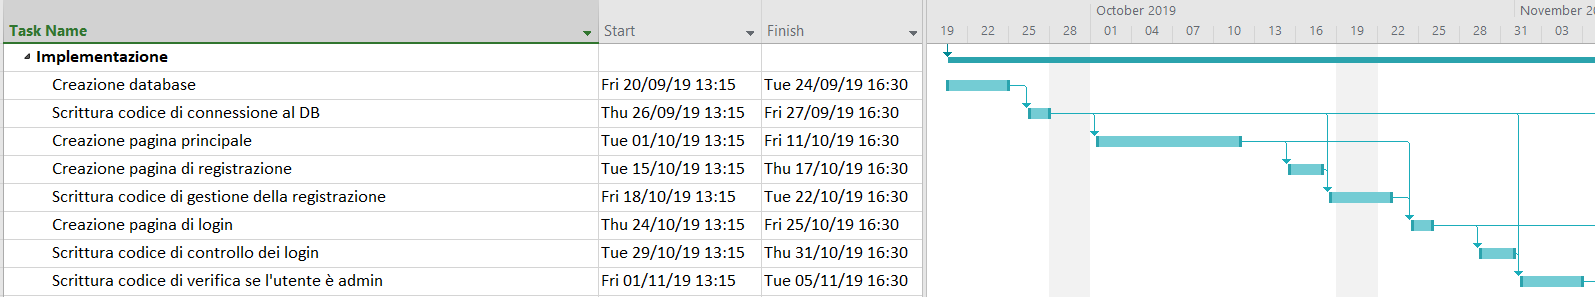 October 2019
November 20
Task Name Start Finish
19 22 25 28 01 04 07 10 13 16 19 22 25 28 31 03
Implementazione
Creazione database Fri 20/09/19 13:15 Tue 24/09/19 16:30
Scrittura codice di connessione al DB Thu 26/09/19 13:15 Fri 27/09/19 16:30
Creazione pagina principale Tue 01/10/19 13:15 Fri 11/10/19 16:30
Creazione pagina di registrazione Tue 15/10/19 13:15 Thu 17/10/19 16:30
Scrittura codice di gestione della registrazione Fri 18/10/19 13:15 Tue 22/10/19 16:30
Creazione pagina di login Thu 24/10/19 13:15 Fri 25/10/19 16:30
Scrittura codice di controllo dei login Tue 29/10/19 13:15 Thu 31/10/19 16:30
Scrittura codice di verifica se l'utente è admin Fri 01/11/19 13:15 Tue 05/11/19 16:30